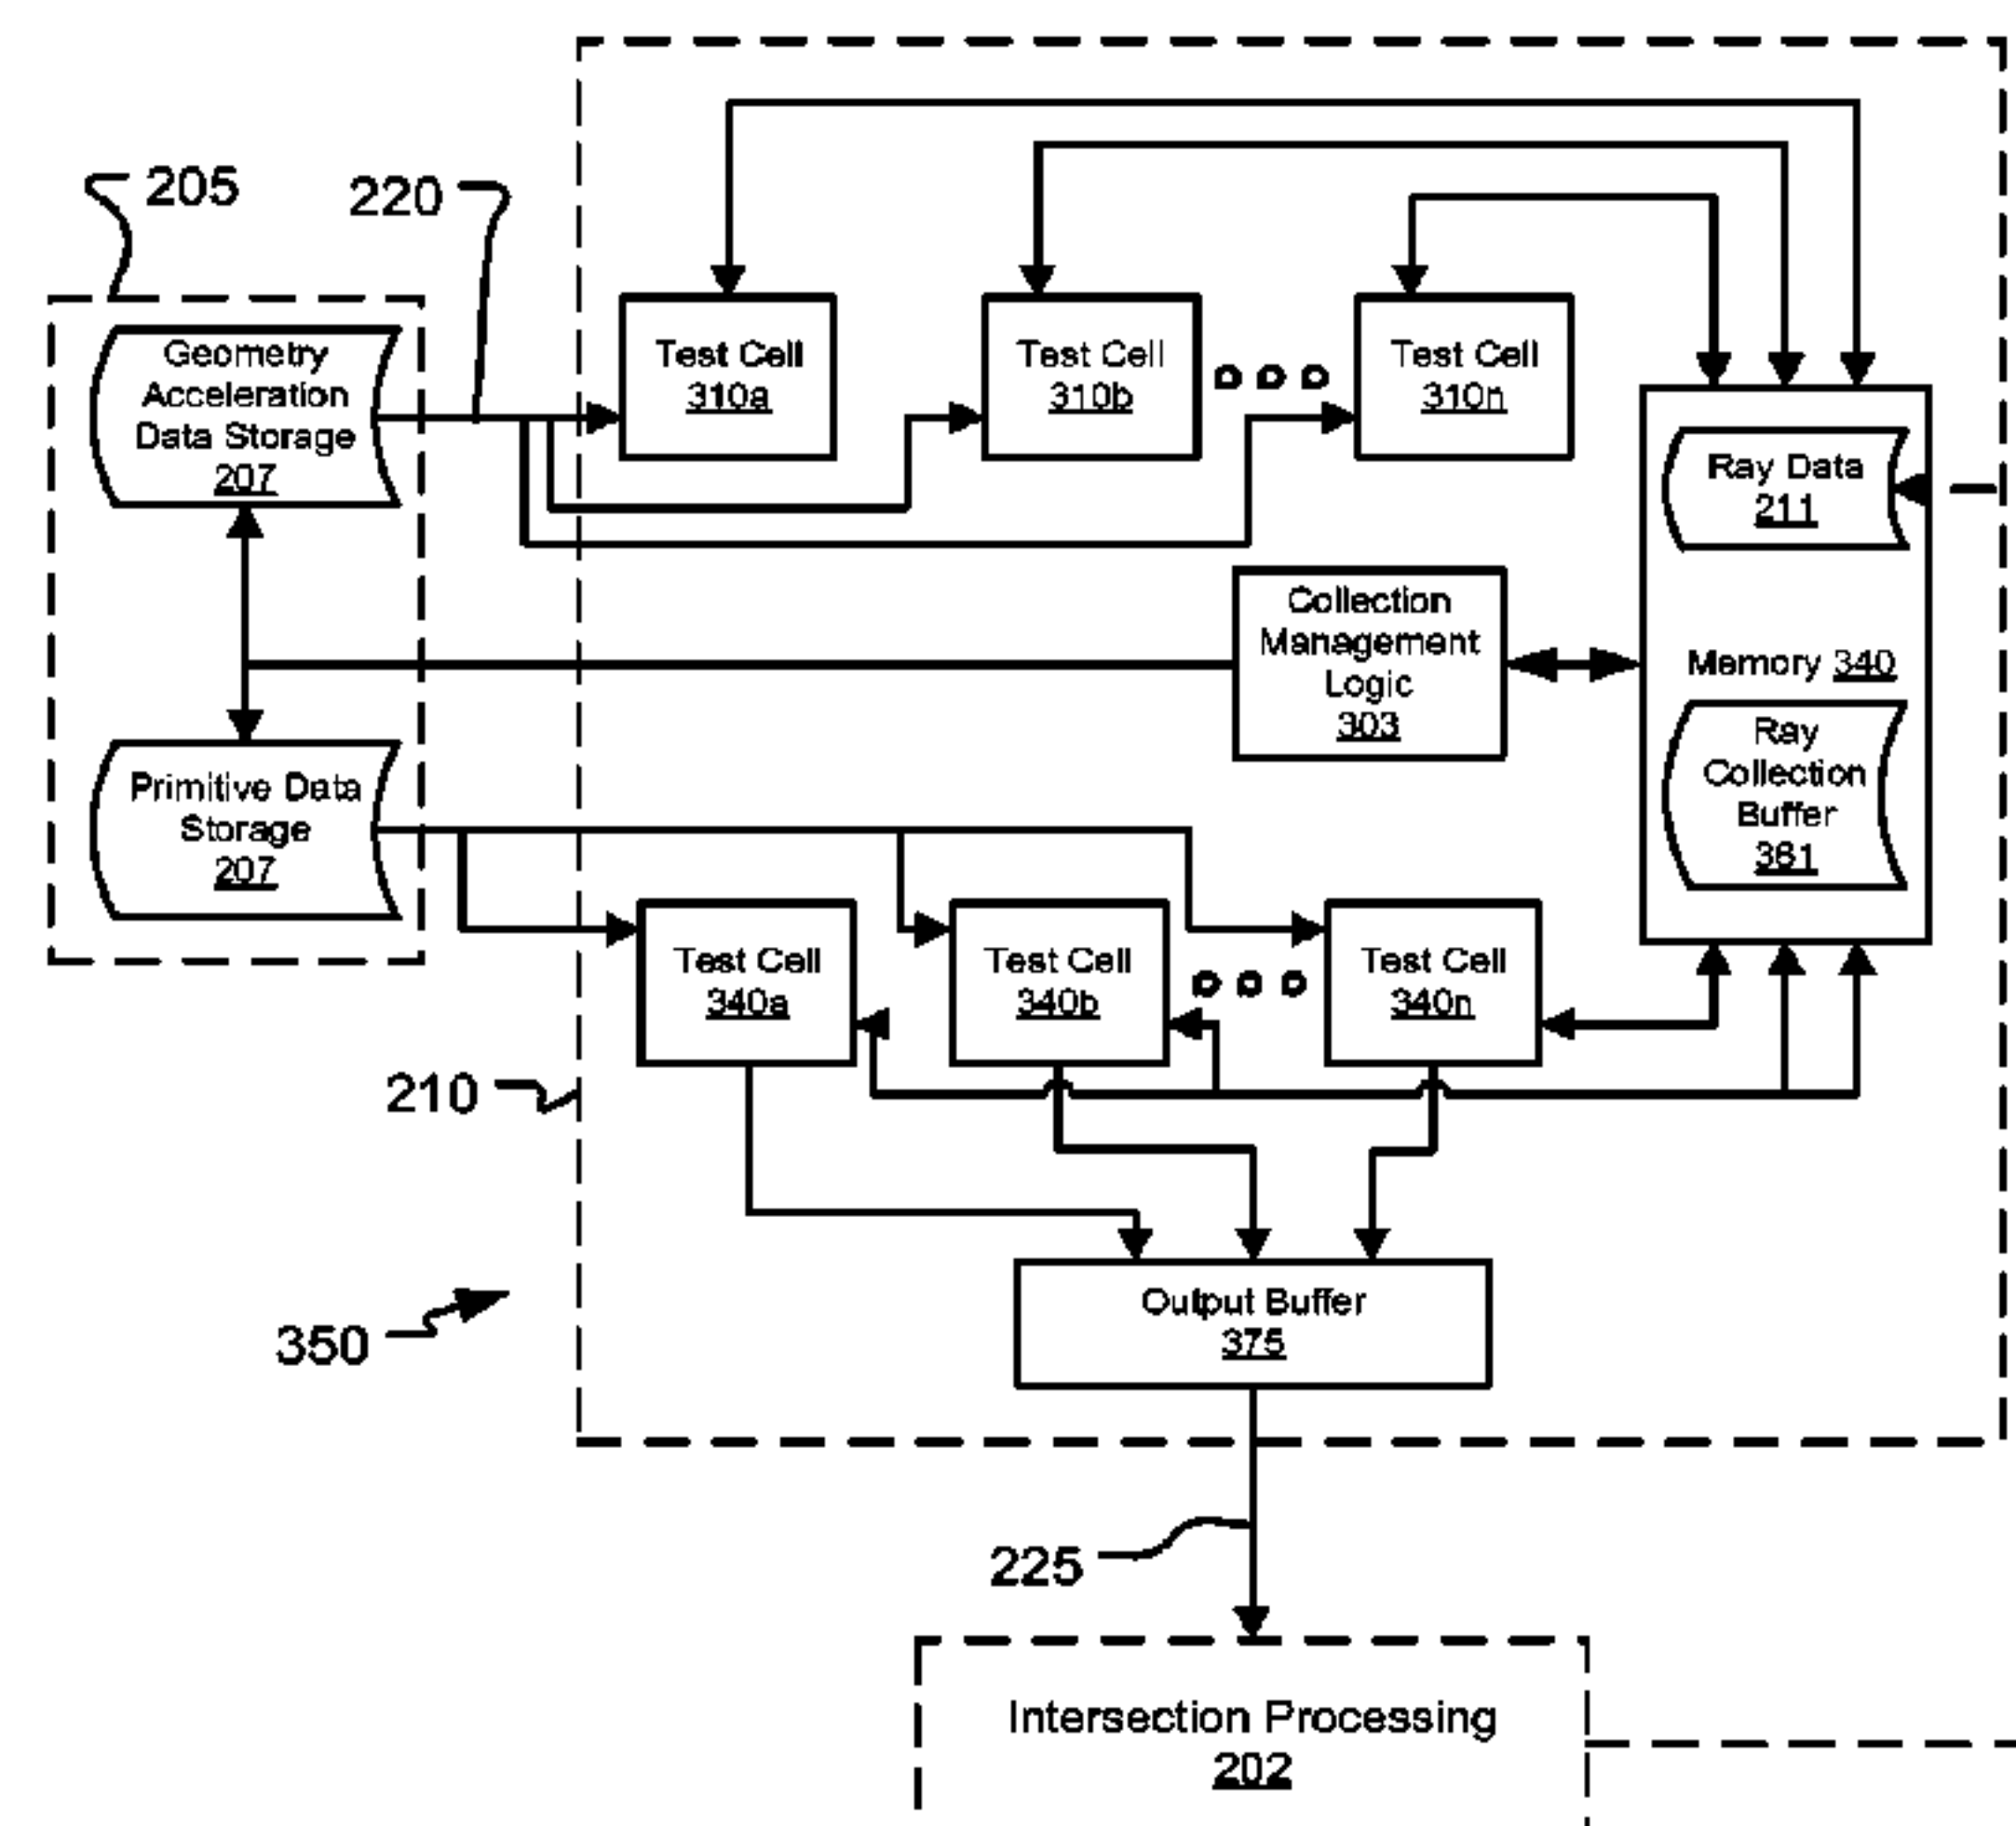 205
220
Geometry
Acceleration
Data Storage
207
Test Cell
310a
Test Cell
310b
Test Cell
310n
Ray Data
211
Collection
Management
Logic
303
Memory 340
Ray
Collection
Buffer
361
Primitive Data
Storage
207
Test Cell
340a
Test Cell
340b
Test Cell
340n
210
Output Buffer
375
350
225
Intersection Processing
202